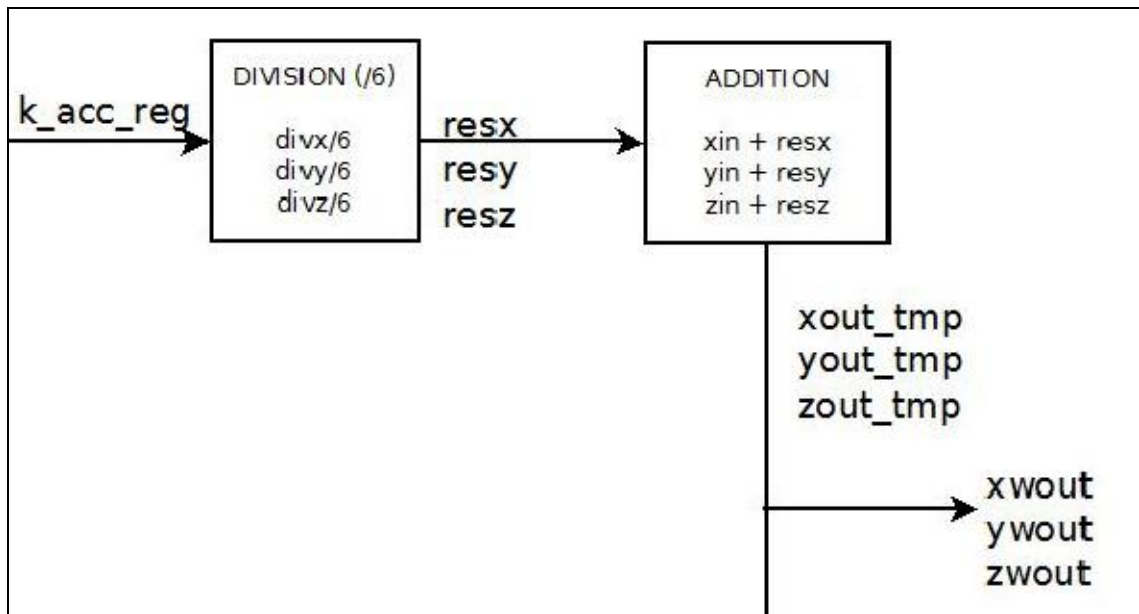 k_acc_reg
DIVISION (/6)
divx/6
divy/6
divz/6
resx
resy
resz
ADDITION
xin + resx
yin + resy
zin + resz
xout_tmp
yout_tmp
zout_tmp
xwout
ywout
zwout